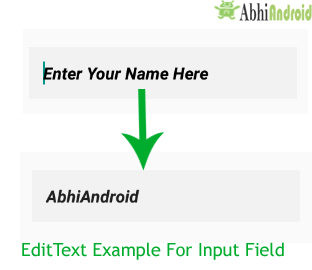 AbhiAndroid
Enter Your Name Here
AbhiAndroid
EditText Example For Input Field